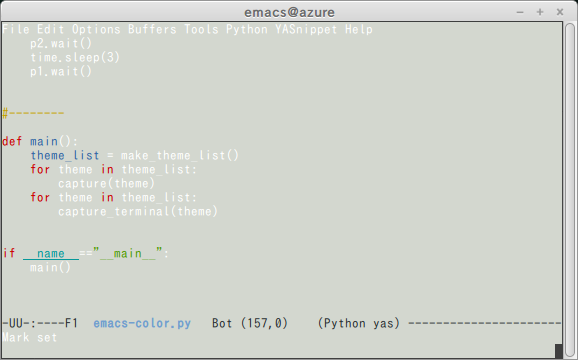 emacs@azure
File Edit Options Buffers Tools Python YASnippet Help
    p2.wait()
    time.sleep(3)
    p1.wait()
#--------
def main():
    theme_list = make_theme_list()
    for theme in theme_list:
        capture(theme)
    for theme in theme_list:
        capture_terminal(theme)
if __name__=="__main__":
    main()
-UU-:----F1  emacs-color.py   Bot (157,0)    (Python yas) ----------------------
Mark set